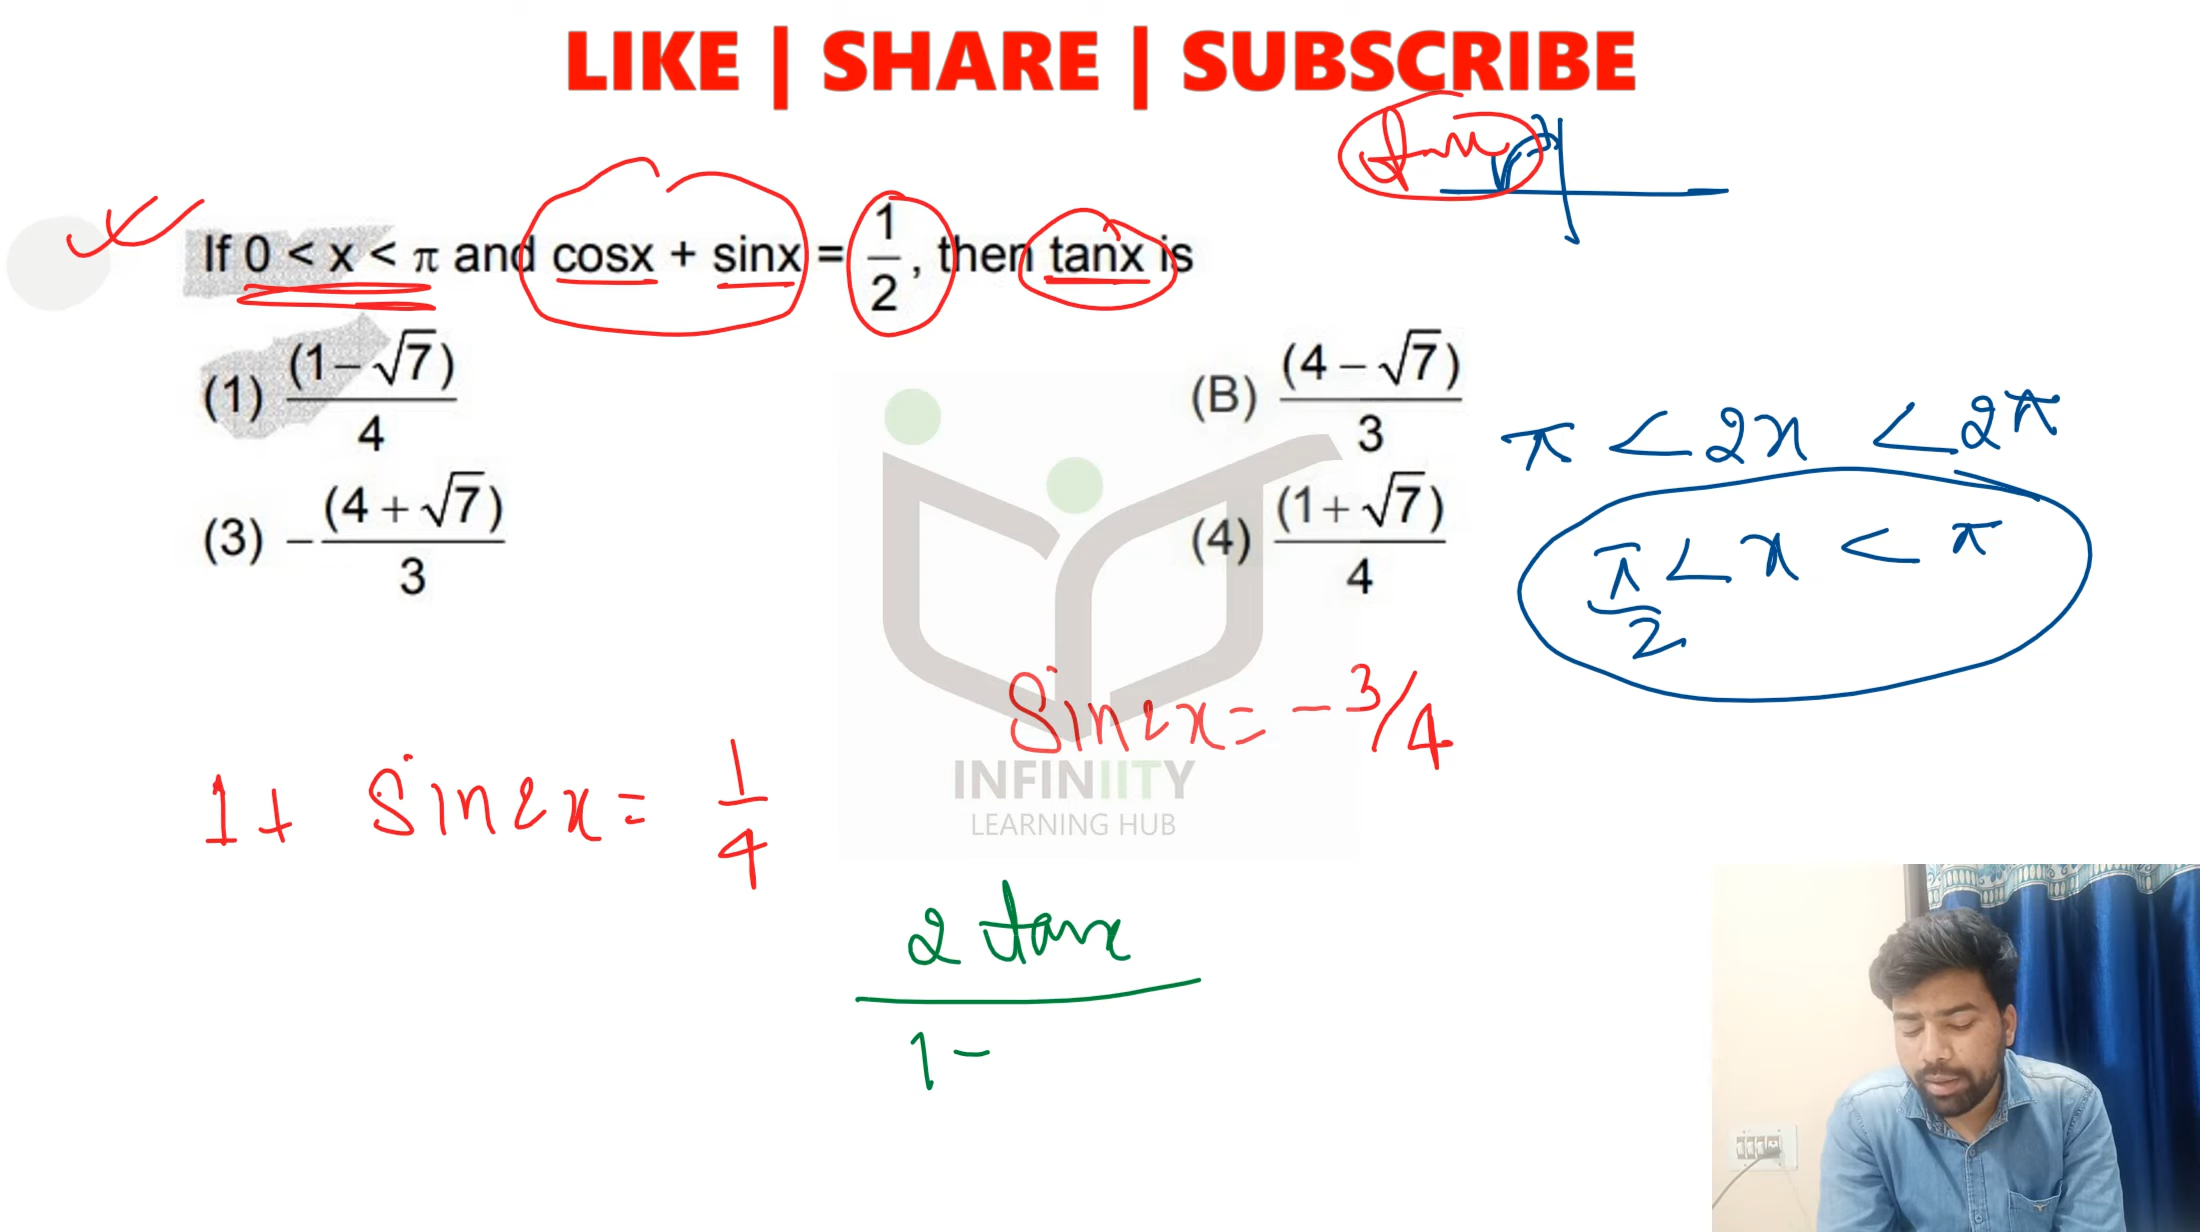 LIKE | SHARE | SUBSCRIBE
tanx
If 0 < x < π and cosx + sinx = 1/2, then tanx is
(1) (1−√7)/4
(B) (4−√7)/3
(3) −(4+√7)/3
(4) (1+√7)/4
π < 2x < 2π
π/2 < x < π
Sin2x = −3/4
1+ Sin2x = 1/4
INFINIITY
LEARNING HUB
2 tanx
1 −